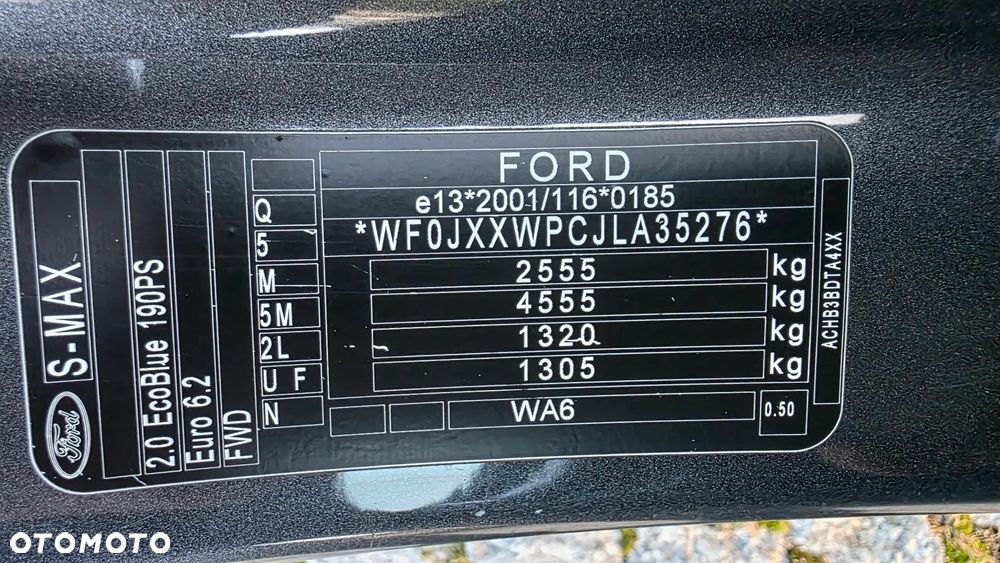 FORD
e13*2001/116*0185
*WF0JXXWPCJLA35276*
2555 kg
4555 kg
1320 kg
1305 kg
WA6
0.50
Q
5
M
5M
2L
U F
N
Ford
S-MAX
2.0 EcoBlue 190PS
Euro 6.2
FWD
ACHB3BDTA4XX
OTOMOTO